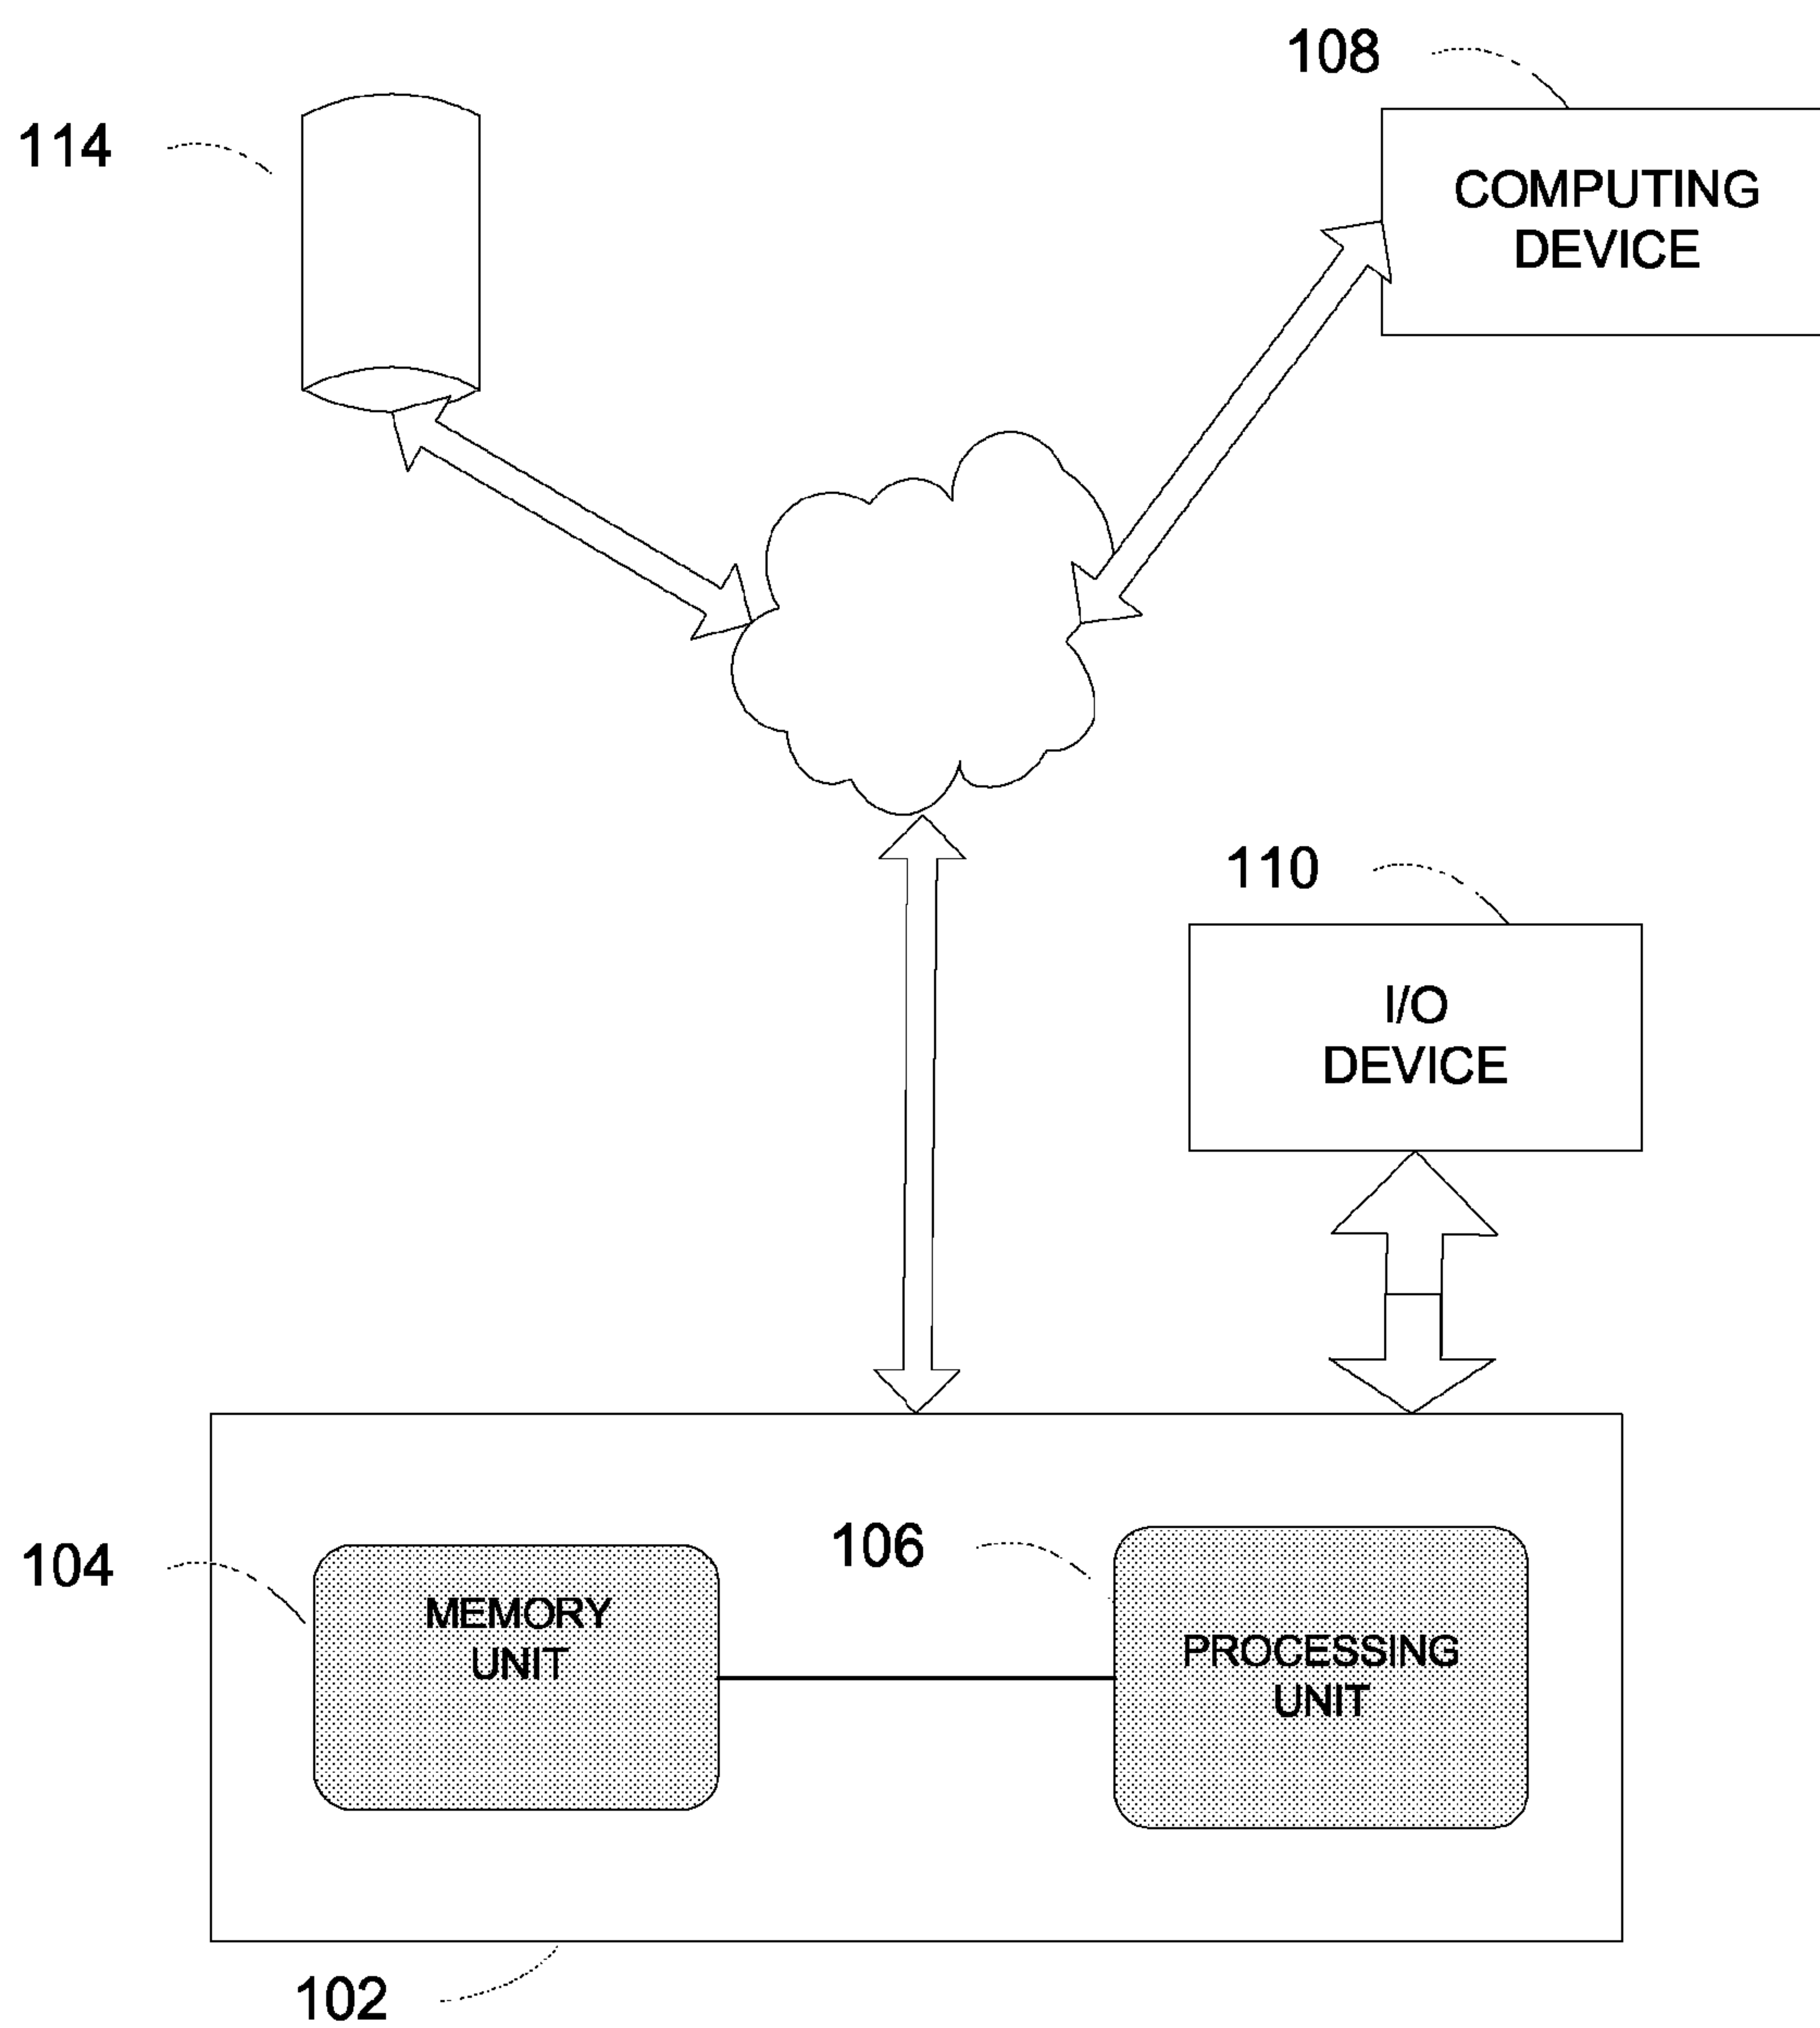 108
114
COMPUTING
DEVICE
110
I/O
DEVICE
104
MEMORY
UNIT
106
PROCESSING
UNIT
102